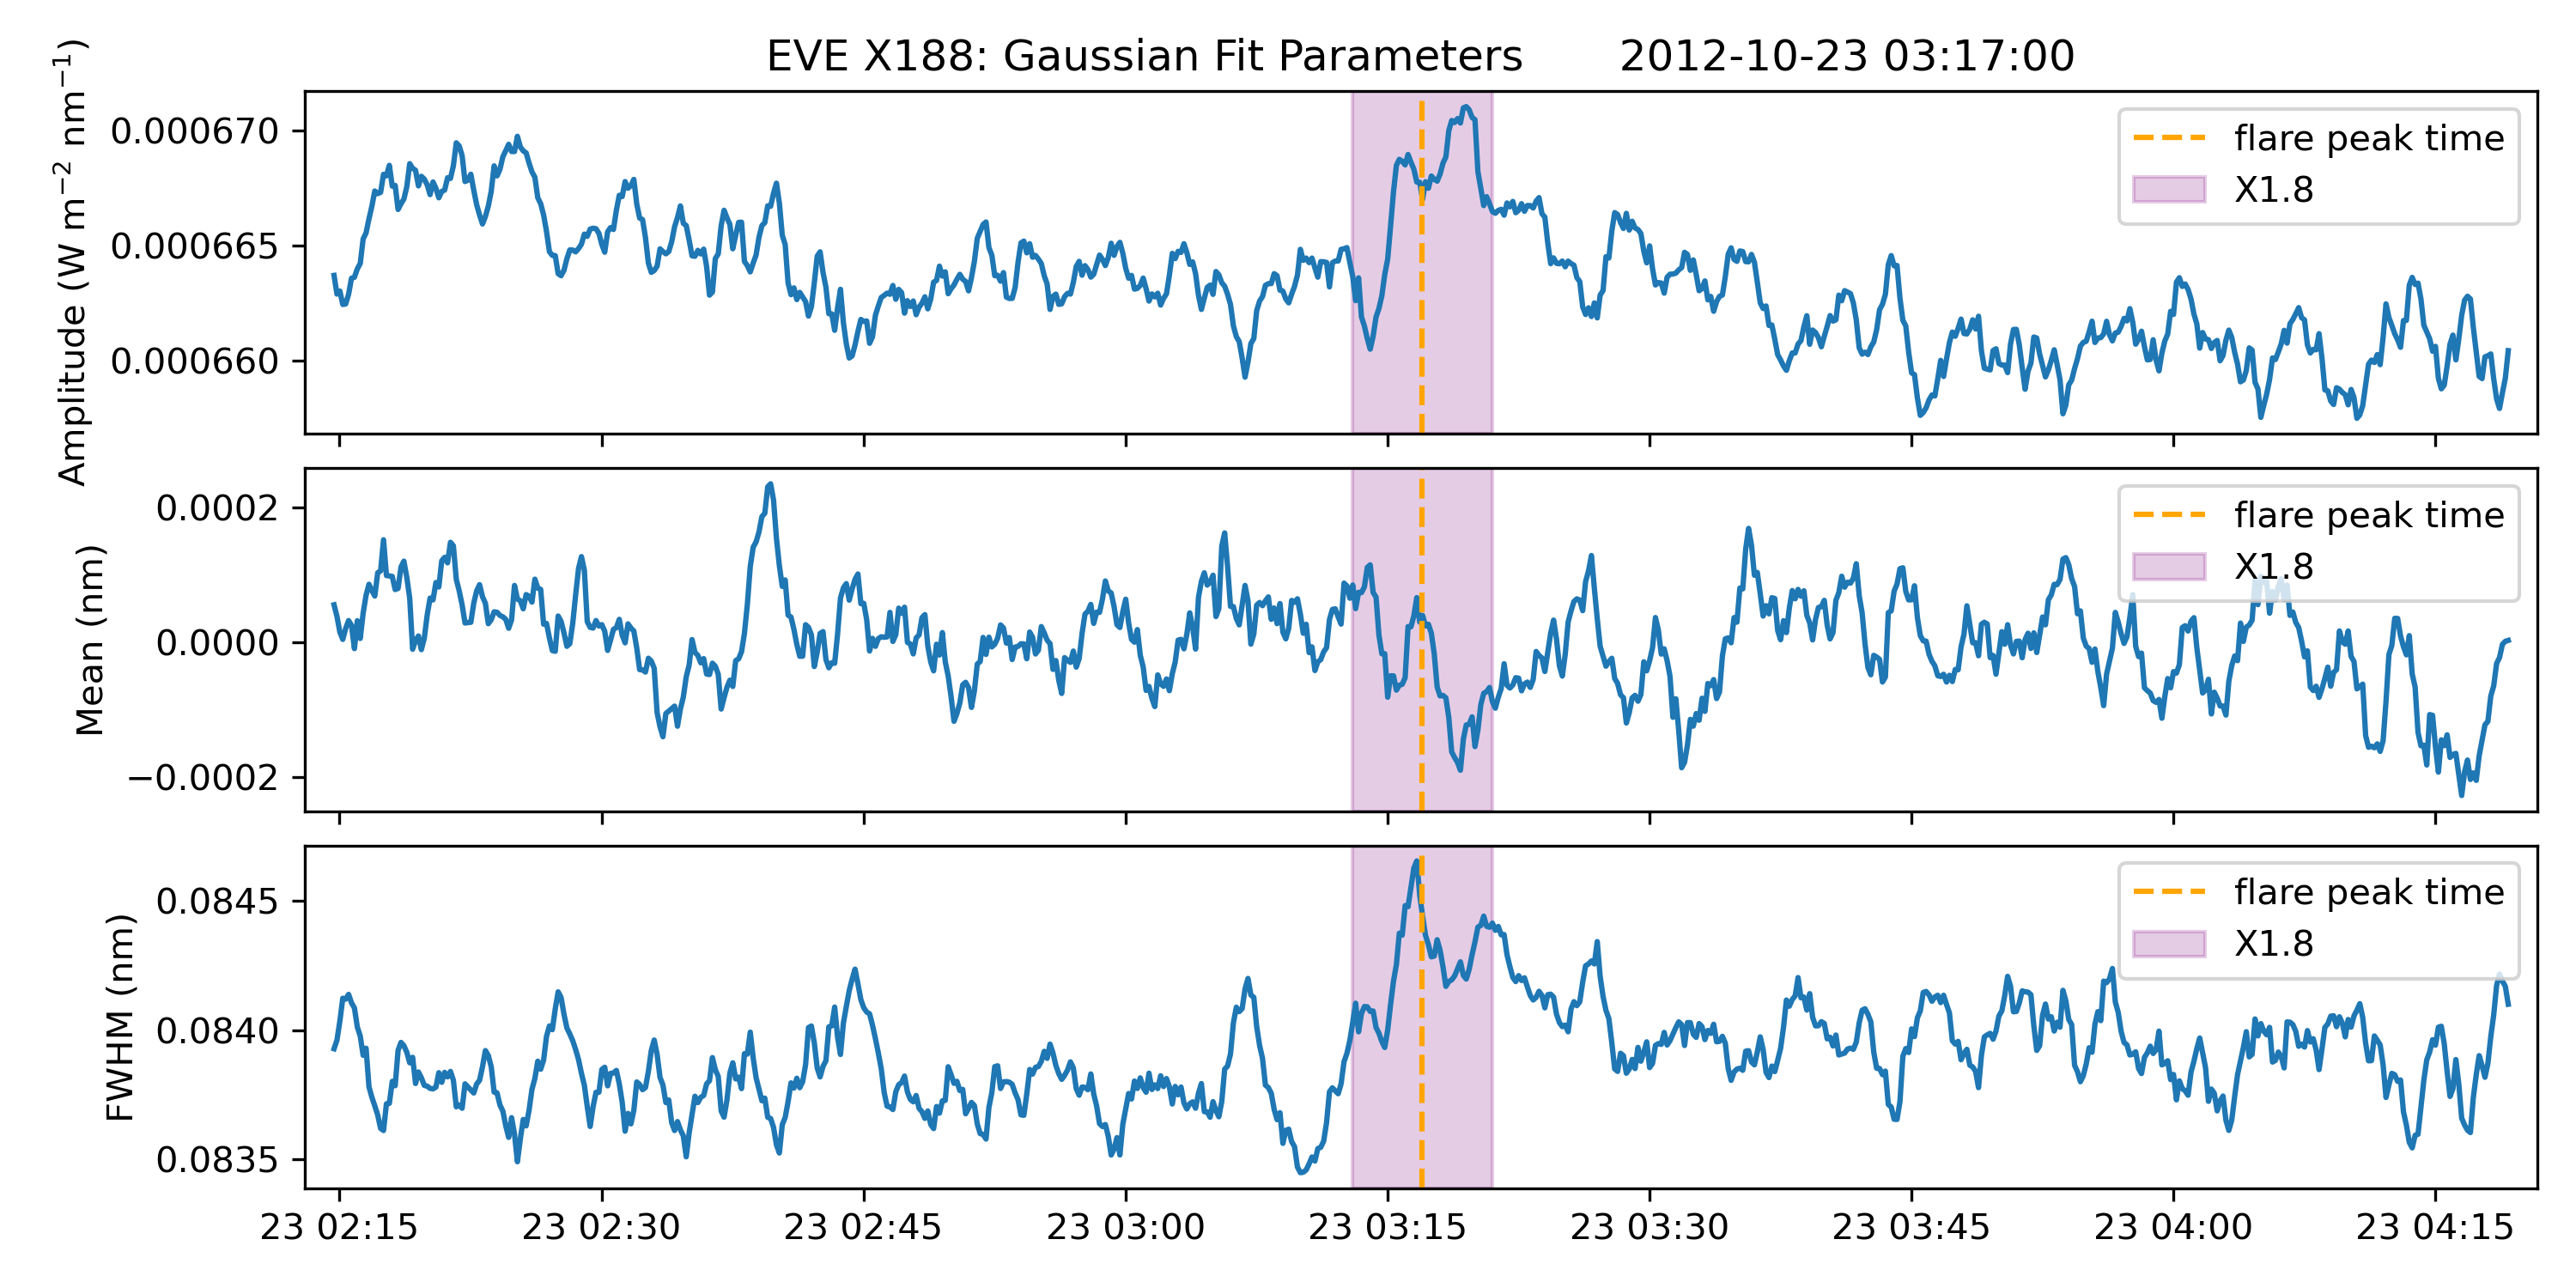 EVE X188: Gaussian Fit Parameters 2012-10-23 03:17:00
Amplitude (W m⁻² nm⁻¹)
0.000670
0.000665
0.000660
flare peak time
X1.8
Mean (nm)
0.0002
0.0000
−0.0002
flare peak time
X1.8
FWHM (nm)
0.0845
0.0840
0.0835
flare peak time
X1.8
23 02:15 23 02:30 23 02:45 23 03:00 23 03:15 23 03:30 23 03:45 23 04:00 23 04:15